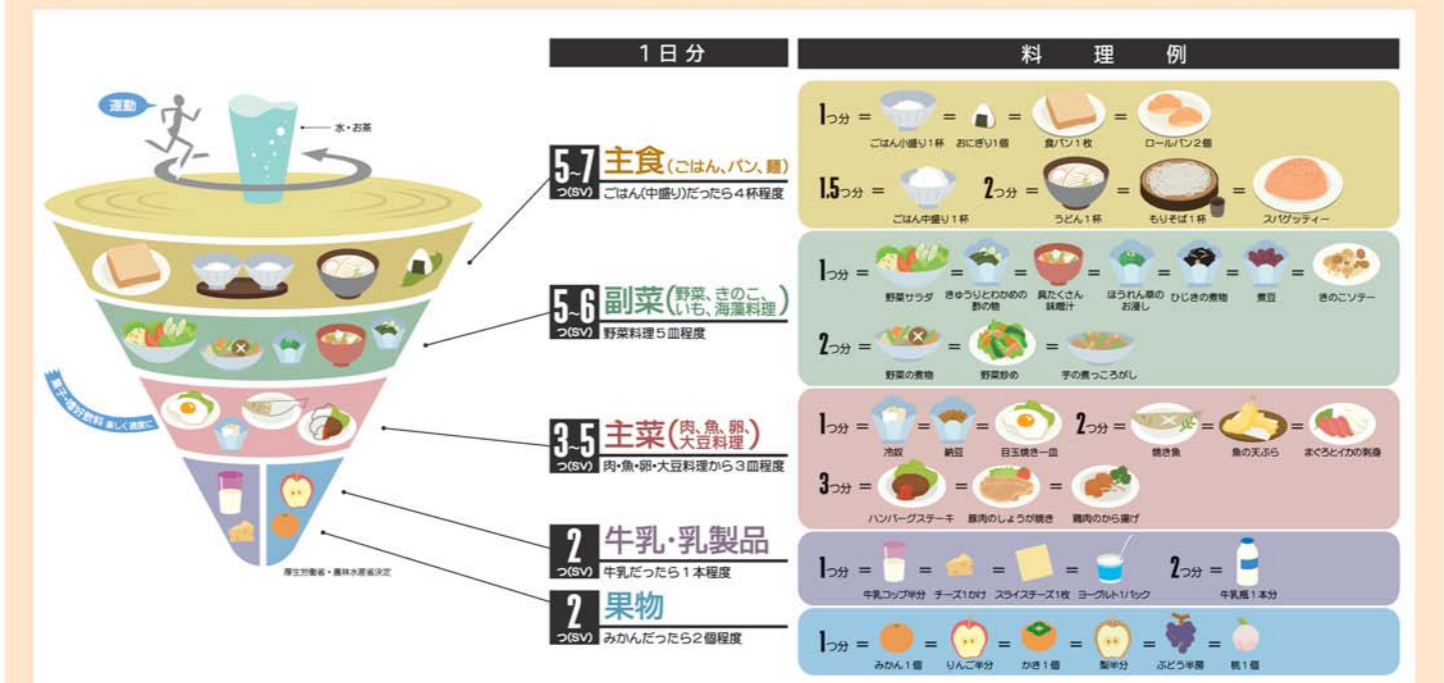 1日分
料理例
運動
水・お茶
菓子・嗜好飲料 楽しく適度に
厚生労働省・農林水産省決定
5~7
つ(SV)
主食(ごはん、パン、麺)
ごはん(中盛り)だったら4杯程度
1つ分 = ごはん小盛り1杯 = おにぎり1個 = 食パン1枚 = ロールパン2個
1.5つ分 = ごはん中盛り1杯 2つ分 = うどん1杯 = もりそば1杯 = スパゲッティー
5~6
つ(SV)
副菜(野菜、きのこ、いも、海藻料理)
野菜料理5皿程度
1つ分 = 野菜サラダ = きゅうりとわかめの酢の物 = 具たくさん味噌汁 = ほうれん草のお浸し = ひじきの煮物 = 煮豆 = きのこソテー
2つ分 = 野菜の煮物 = 野菜炒め = 芋の煮っころがし
3~5
つ(SV)
主菜(肉、魚、卵、大豆料理)
肉・魚・卵・大豆料理から3皿程度
1つ分 = 冷奴 = 納豆 = 目玉焼き一皿 2つ分 = 焼き魚 = 魚の天ぷら = まぐろとイカの刺身
3つ分 = ハンバーグステーキ = 豚肉のしょうが焼き = 鶏肉のから揚げ
2
つ(SV)
牛乳・乳製品
牛乳だったら1本程度
1つ分 = 牛乳コップ半分 = チーズ1かけ = スライスチーズ1枚 = ヨーグルト1パック 2つ分 = 牛乳瓶1本分
2
つ(SV)
果物
みかんだったら2個程度
1つ分 = みかん1個 = りんご半分 = かき1個 = 梨半分 = ぶどう半房 = 桃1個